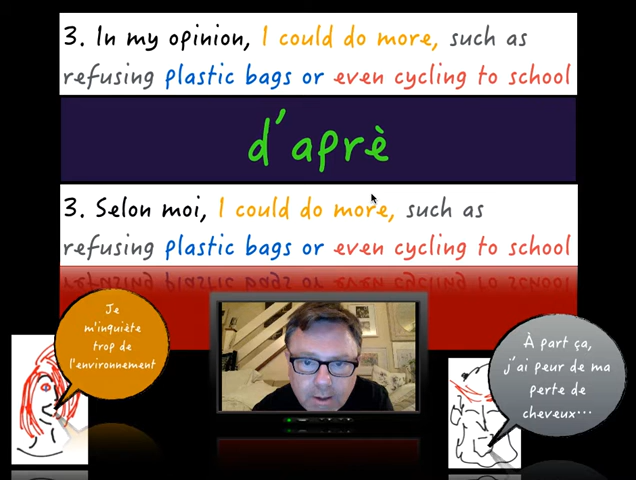 3. In my opinion, I could do more, such as
refusing plastic bags or even cycling to school
d'aprè
3. Selon moi, I could do more, such as
refusing plastic bags or even cycling to school
Je
m'inquiète
trop de
l'environnement
À part ça,
j'ai peur de ma
perte de
cheveux...